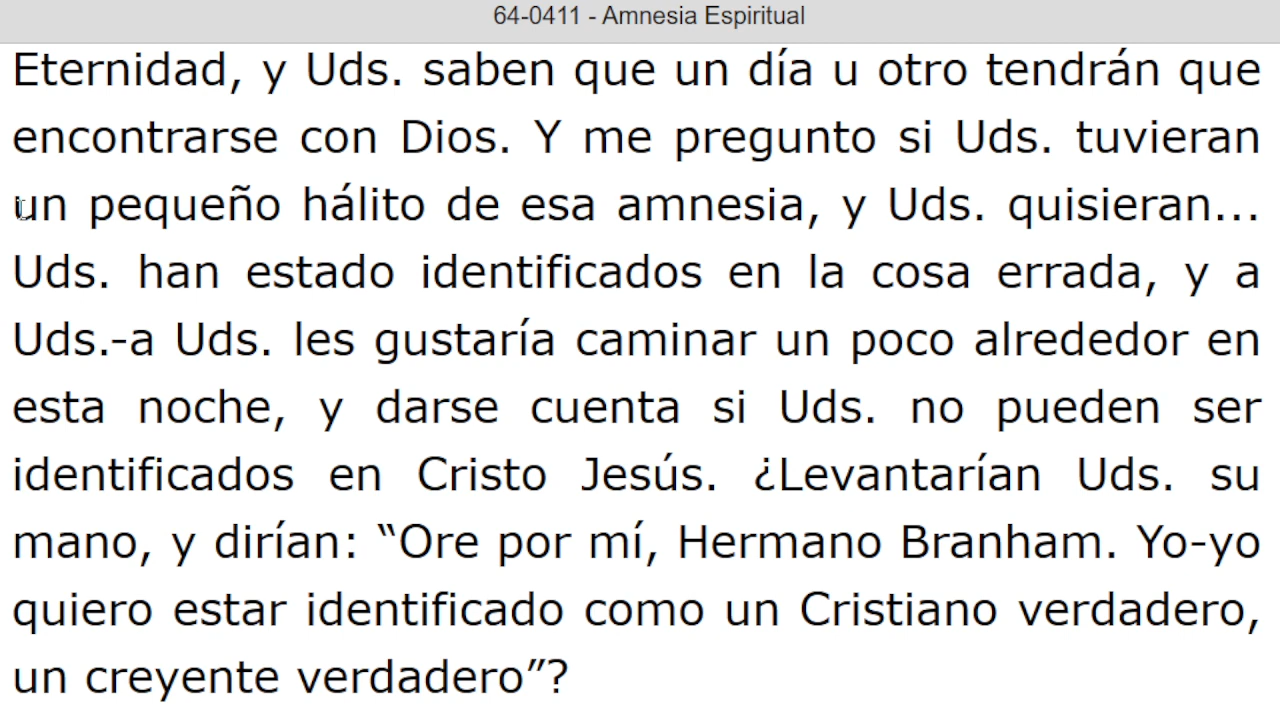 64-0411 - Amnesia Espiritual
Eternidad, y Uds. saben que un día u otro tendrán que
encontrarse con Dios. Y me pregunto si Uds. tuvieran
un pequeño hálito de esa amnesia, y Uds. quisieran...
Uds. han estado identificados en la cosa errada, y a
Uds.-a Uds. les gustaría caminar un poco alrededor en
esta noche, y darse cuenta si Uds. no pueden ser
identificados en Cristo Jesús. ¿Levantarían Uds. su
mano, y dirían: “Ore por mí, Hermano Branham. Yo-yo
quiero estar identificado como un Cristiano verdadero,
un creyente verdadero”?